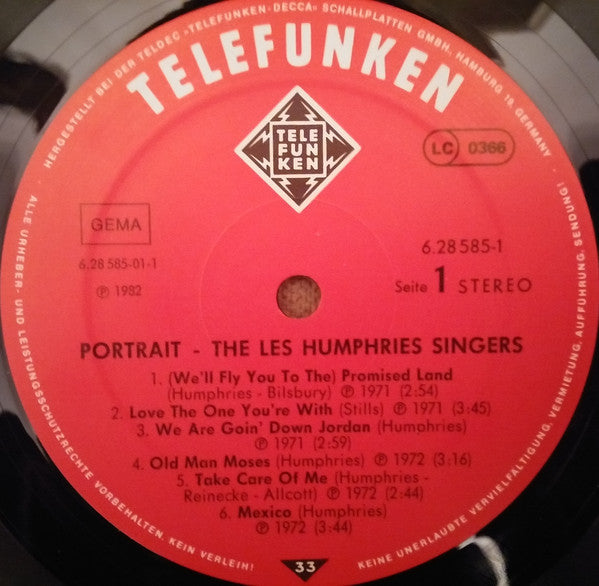 HERGESTELLT BEI DER TELDEC »TELEFUNKEN-DECCA« SCHALLPLATTEN GMBH, HAMBURG 19, GERMANY
TELEFUNKEN
TELE
FUN
KEN
LC 0366
GEMA
6.28 585-01-1
℗ 1982
6.28 585-1
Seite 1 STEREO
PORTRAIT - THE LES HUMPHRIES SINGERS
1. (We'll Fly You To The) Promised Land
(Humphries - Bilsbury) ℗ 1971 (2:54)
2. Love The One You're With (Stills) ℗ 1971 (3:45)
3. We Are Goin' Down Jordan (Humphries)
℗ 1971 (2:59)
4. Old Man Moses (Humphries) ℗ 1972 (3:16)
5. Take Care Of Me (Humphries -
Reinecke - Allcott) ℗ 1972 (2:44)
6. Mexico (Humphries)
℗ 1972 (3:44)
ALLE URHEBER- UND LEISTUNGSSCHUTZRECHTE VORBEHALTEN. KEIN VERLEIH!
33
KEINE UNERLAUBTE VERVIELFÄLTIGUNG, VERMIETUNG, AUFFÜHRUNG, SENDUNG!